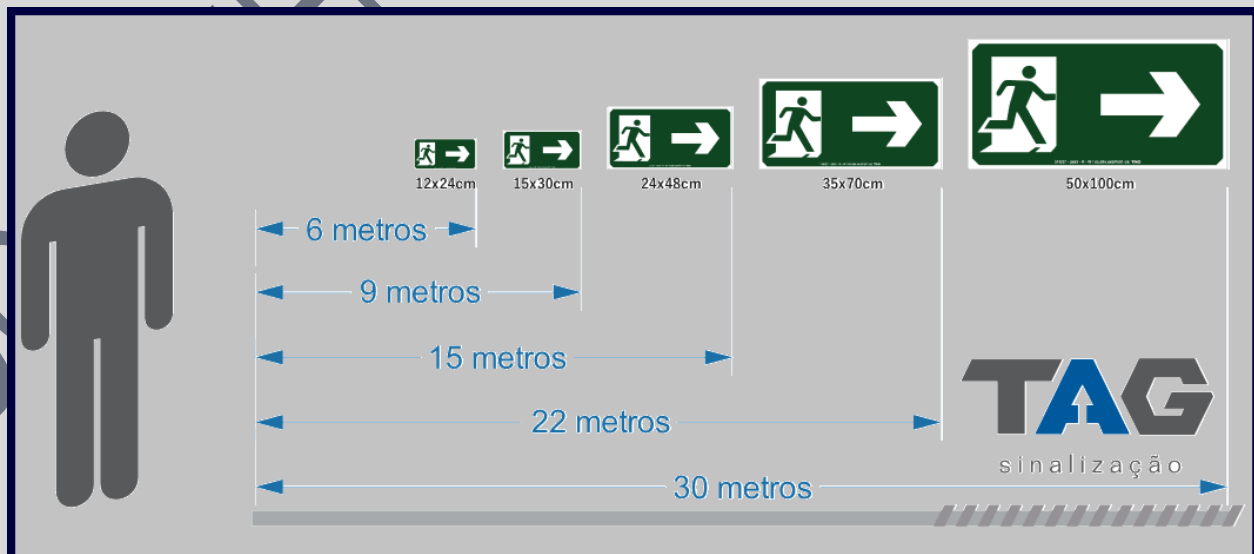 12x24cm
15x30cm
24x48cm
35x70cm
50x100cm
6 metros
9 metros
15 metros
22 metros
30 metros
TAG
sinalização